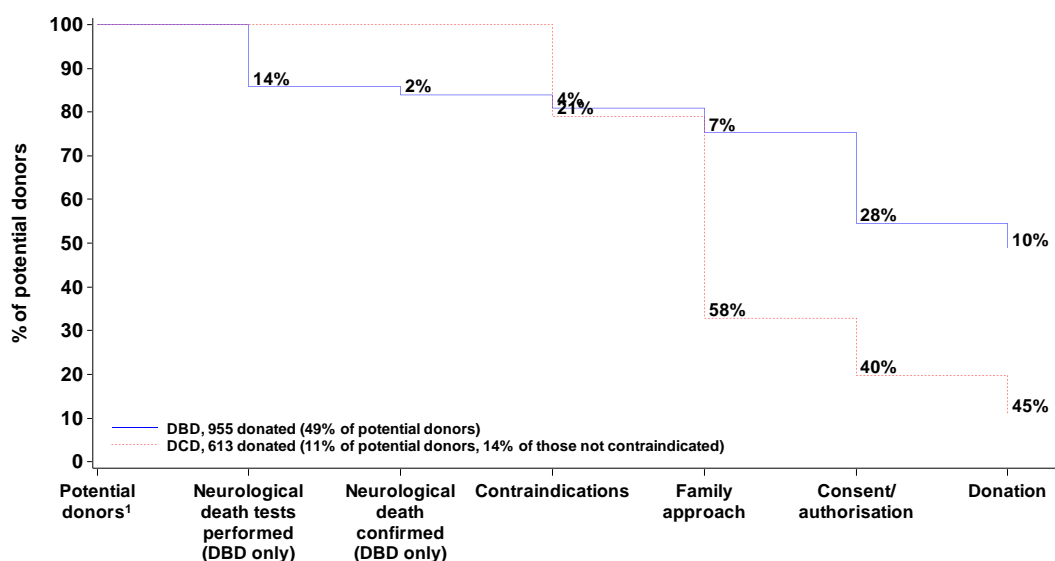 % of potential donors
100
90
80
70
60
50
40
30
20
10
0
14%
2%
4%
21%
7%
58%
28%
40%
10%
45%
DBD, 955 donated (49% of potential donors)
DCD, 613 donated (11% of potential donors, 14% of those not contraindicated)
Potential
donors¹
Neurological
death tests
performed
(DBD only)
Neurological
death
confirmed
(DBD only)
Contraindications
Family
approach
Consent/
authorisation
Donation